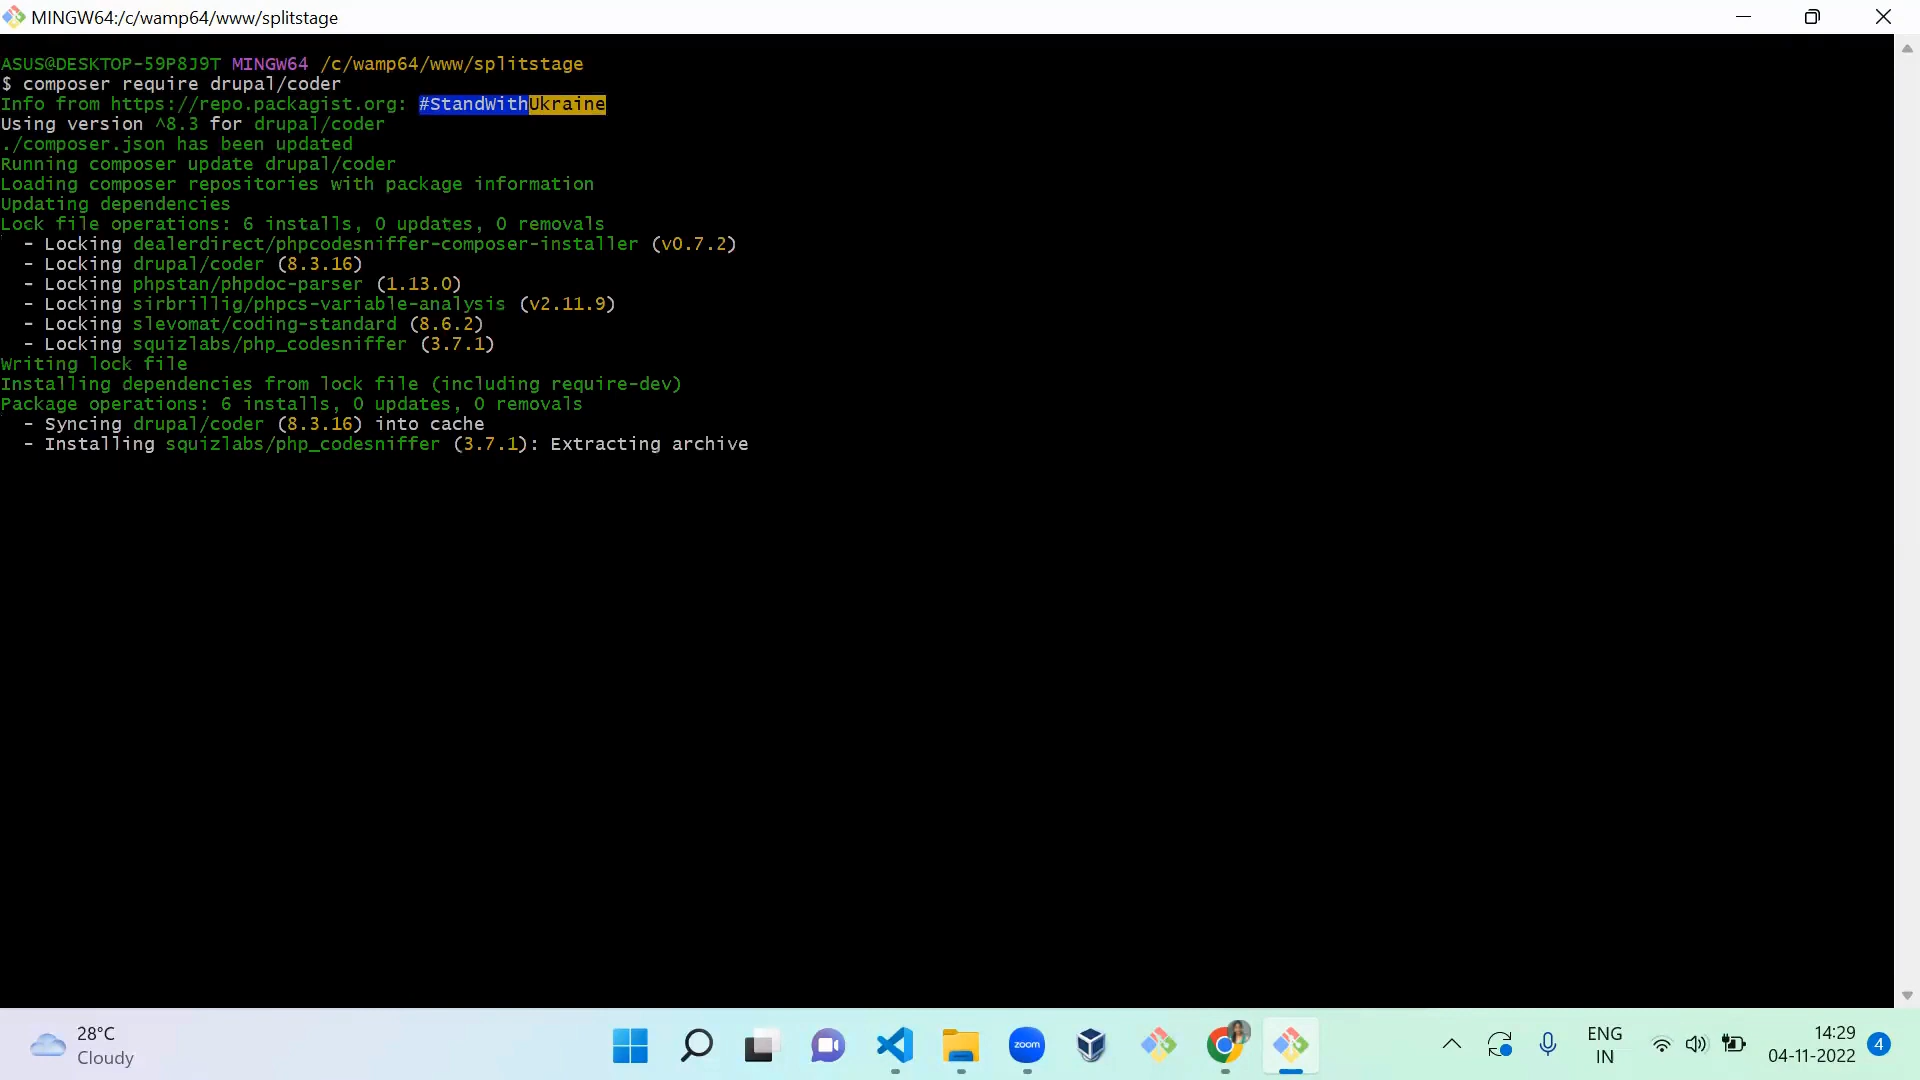 MINGW64:/c/wamp64/www/splitstage
ASUS@DESKTOP-59P8J9T MINGW64 /c/wamp64/www/splitstage
$ composer require drupal/coder
Info from https://repo.packagist.org: #StandWithUkraine
Using version ^8.3 for drupal/coder
./composer.json has been updated
Running composer update drupal/coder
Loading composer repositories with package information
Updating dependencies
Lock file operations: 6 installs, 0 updates, 0 removals
- Locking dealerdirect/phpcodesniffer-composer-installer (v0.7.2)
- Locking drupal/coder (8.3.16)
- Locking phpstan/phpdoc-parser (1.13.0)
- Locking sirbrillig/phpcs-variable-analysis (v2.11.9)
- Locking slevomat/coding-standard (8.6.2)
- Locking squizlabs/php_codesniffer (3.7.1)
Writing lock file
Installing dependencies from lock file (including require-dev)
Package operations: 6 installs, 0 updates, 0 removals
- Syncing drupal/coder (8.3.16) into cache
- Installing squizlabs/php_codesniffer (3.7.1): Extracting archive
28°C
Cloudy
zoom
ENG
IN
14:29
04-11-2022
4